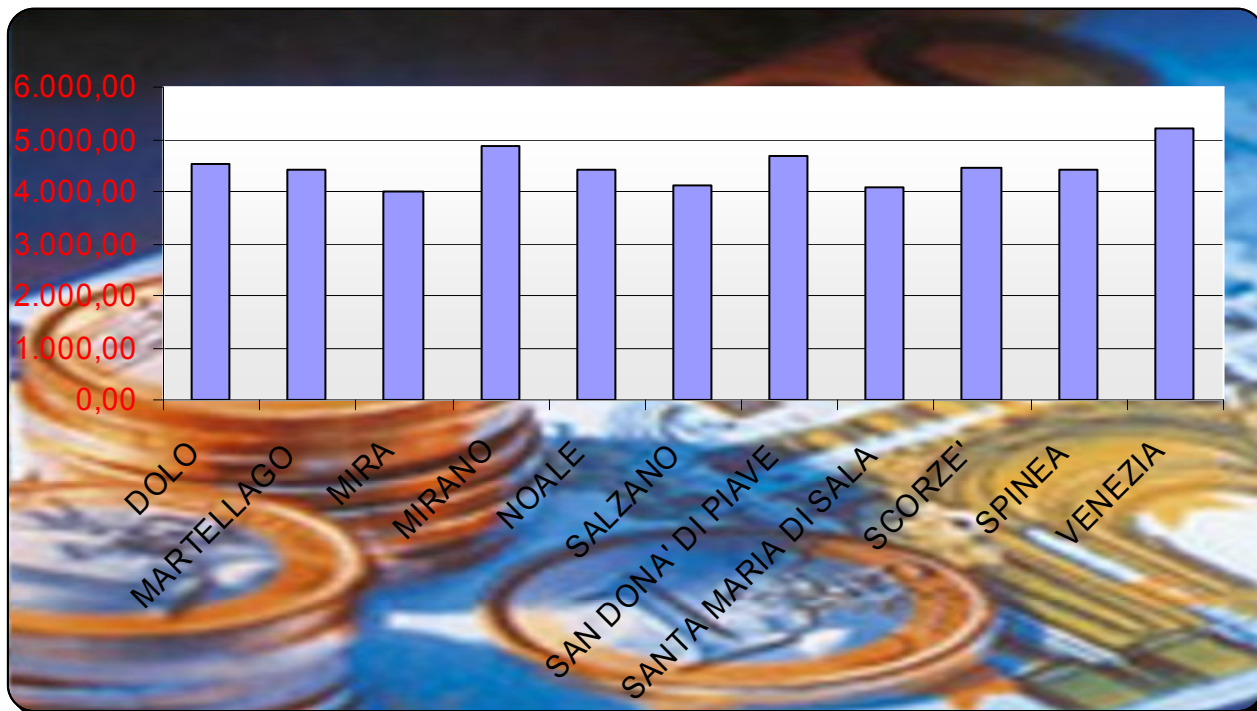 6.000,00
5.000,00
4.000,00
3.000,00
2.000,00
1.000,00
0,00
DOLO
MARTELLAGO
MIRA
MIRANO
NOALE
SALZANO
SAN DONA' DI PIAVE
SANTA MARIA DI SALA
SCORZE'
SPINEA
VENEZIA